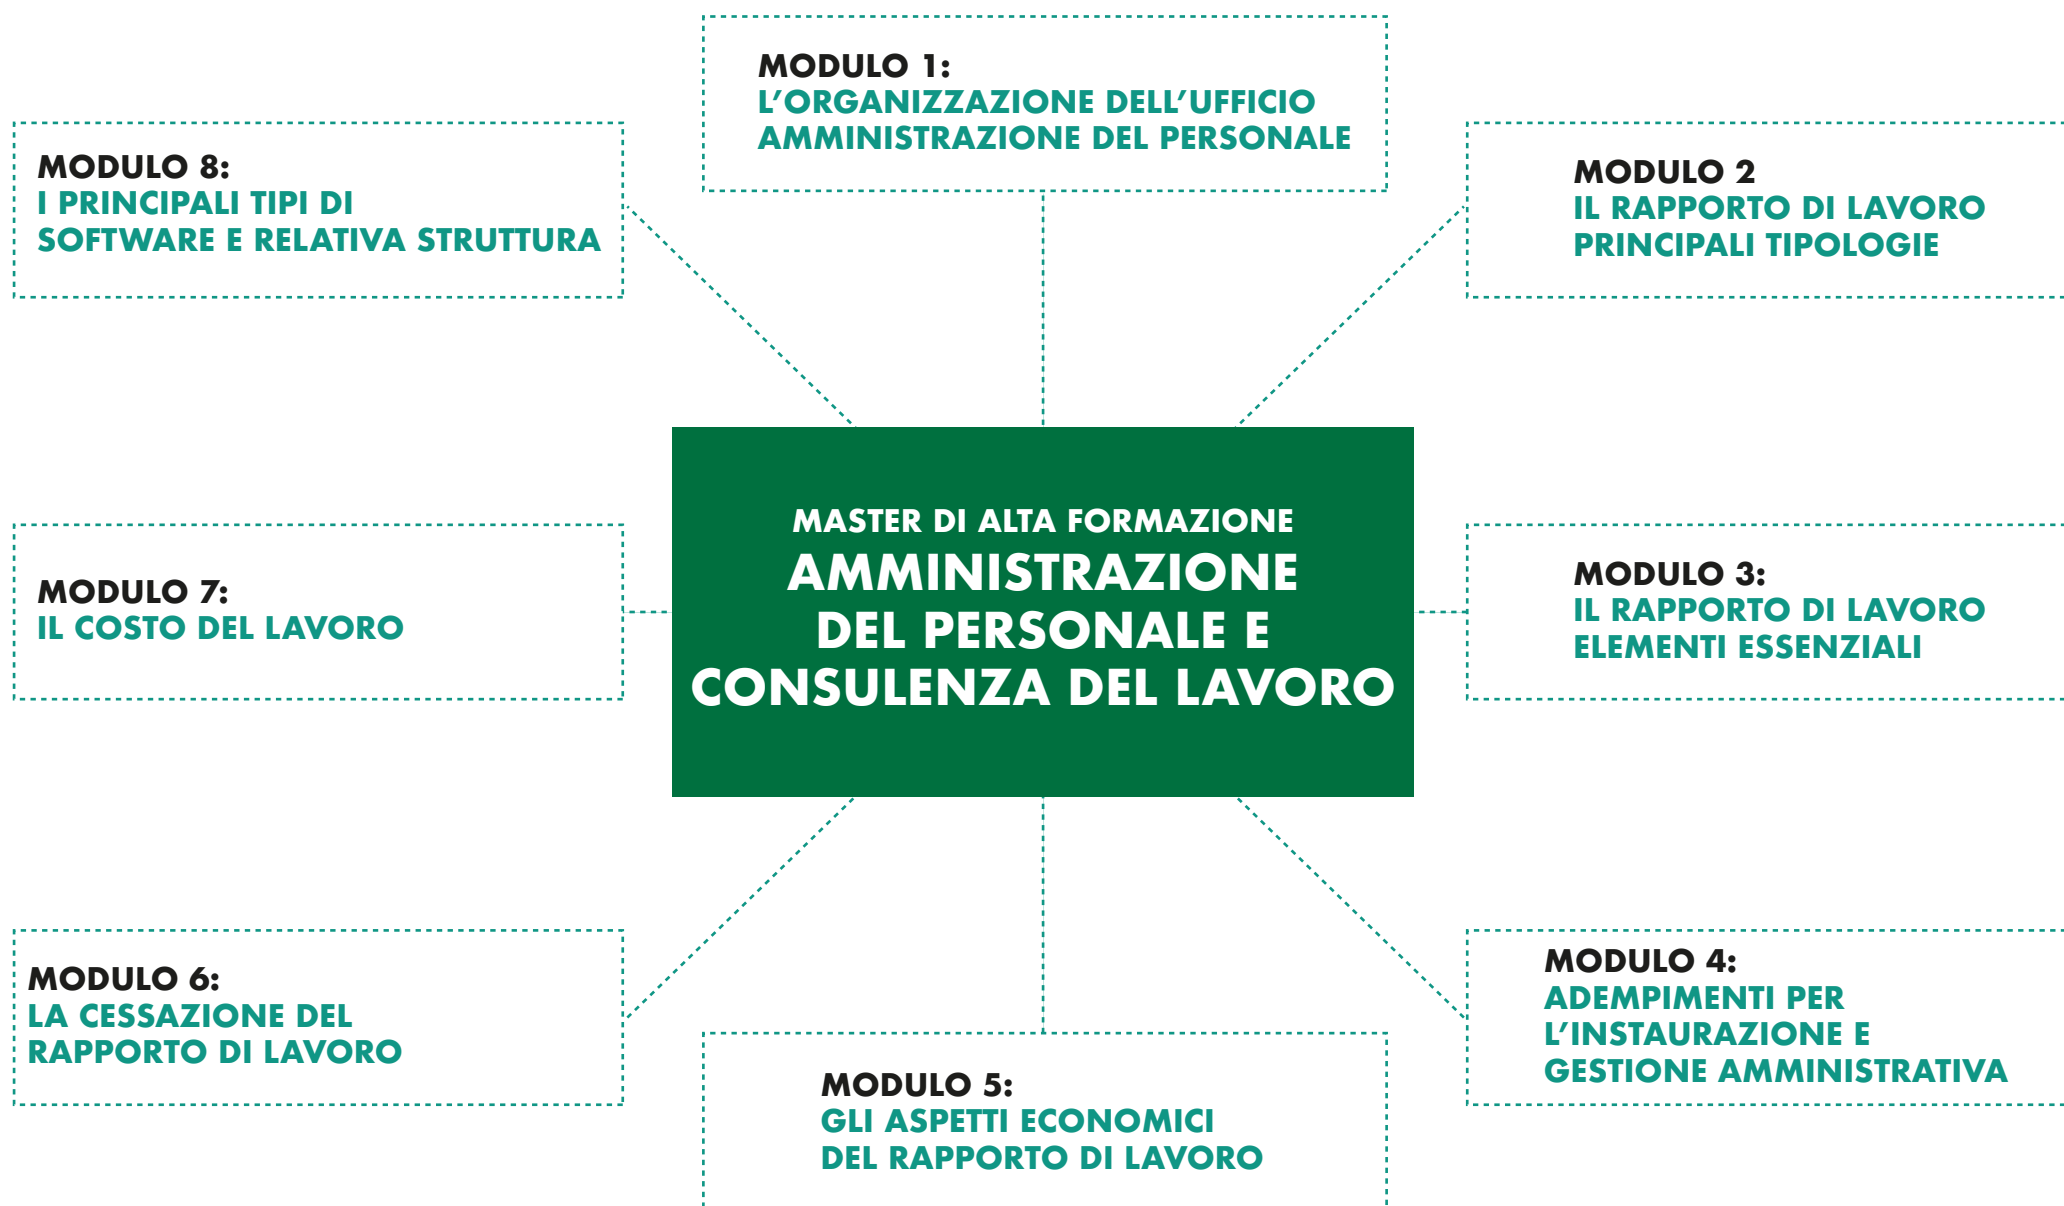 MODULO 1:
L'ORGANIZZAZIONE DELL'UFFICIO
AMMINISTRAZIONE DEL PERSONALE
MODULO 8:
I PRINCIPALI TIPI DI
SOFTWARE E RELATIVA STRUTTURA
MODULO 2
IL RAPPORTO DI LAVORO
PRINCIPALI TIPOLOGIE
MASTER DI ALTA FORMAZIONE
AMMINISTRAZIONE
DEL PERSONALE E
CONSULENZA DEL LAVORO
MODULO 7:
IL COSTO DEL LAVORO
MODULO 3:
IL RAPPORTO DI LAVORO
ELEMENTI ESSENZIALI
MODULO 6:
LA CESSAZIONE DEL
RAPPORTO DI LAVORO
MODULO 4:
ADEMPIMENTI PER
L'INSTAURAZIONE E
GESTIONE AMMINISTRATIVA
MODULO 5:
GLI ASPETTI ECONOMICI
DEL RAPPORTO DI LAVORO